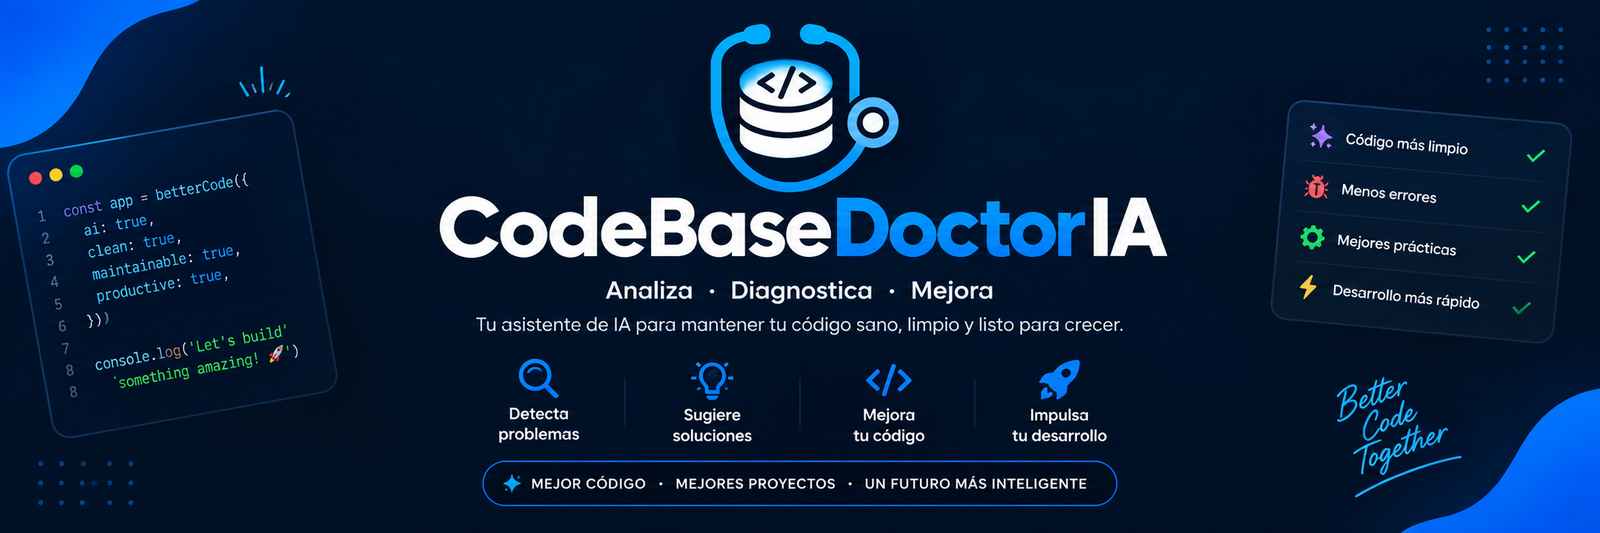 1 const app = betterCode({
2 ai: true,
3 clean: true,
4 maintainable: true,
5 productive: true,
6 }))
7
8 console.log('Let's build'
8 'something amazing! 🚀')
</>
CodeBaseDoctorIA
Analiza · Diagnostica · Mejora
Tu asistente de IA para mantener tu código sano, limpio y listo para crecer.
Detecta
problemas
Sugiere
soluciones
</>
Mejora
tu código
Impulsa
tu desarrollo
MEJOR CÓDIGO · MEJORES PROYECTOS · UN FUTURO MÁS INTELIGENTE
Código más limpio
Menos errores
Mejores prácticas
Desarrollo más rápido
Better
Code
Together